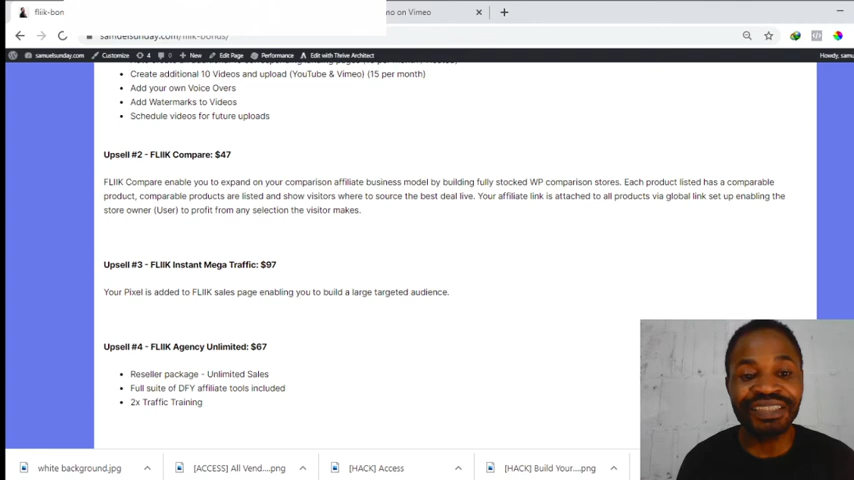 fliik-bon
mo on Vimeo
samuelsunday.com/fliik-bonus/
samuelsunday.com Customize 4 0 New Edit Page Performance Edit with Thrive Architect Howdy, samu
Create additional 10 Videos and upload (YouTube & Vimeo) (15 per month)
Add your own Voice Overs
Add Watermarks to Videos
Schedule videos for future uploads
Upsell #2 - FLIIK Compare: $47
FLIIK Compare enable you to expand on your comparison affiliate business model by building fully stocked WP comparison stores. Each product listed has a comparable
product, comparable products are listed and show visitors where to source the best deal live. Your affiliate link is attached to all products via global link set up enabling the
store owner (User) to profit from any selection the visitor makes.
Upsell #3 - FLIIK Instant Mega Traffic: $97
Your Pixel is added to FLIIK sales page enabling you to build a large targeted audience.
Upsell #4 - FLIIK Agency Unlimited: $67
Reseller package - Unlimited Sales
Full suite of DFY affiliate tools included
2x Traffic Training
white background.jpg
[ACCESS] All Vend....png
[HACK] Access
[HACK] Build Your....png